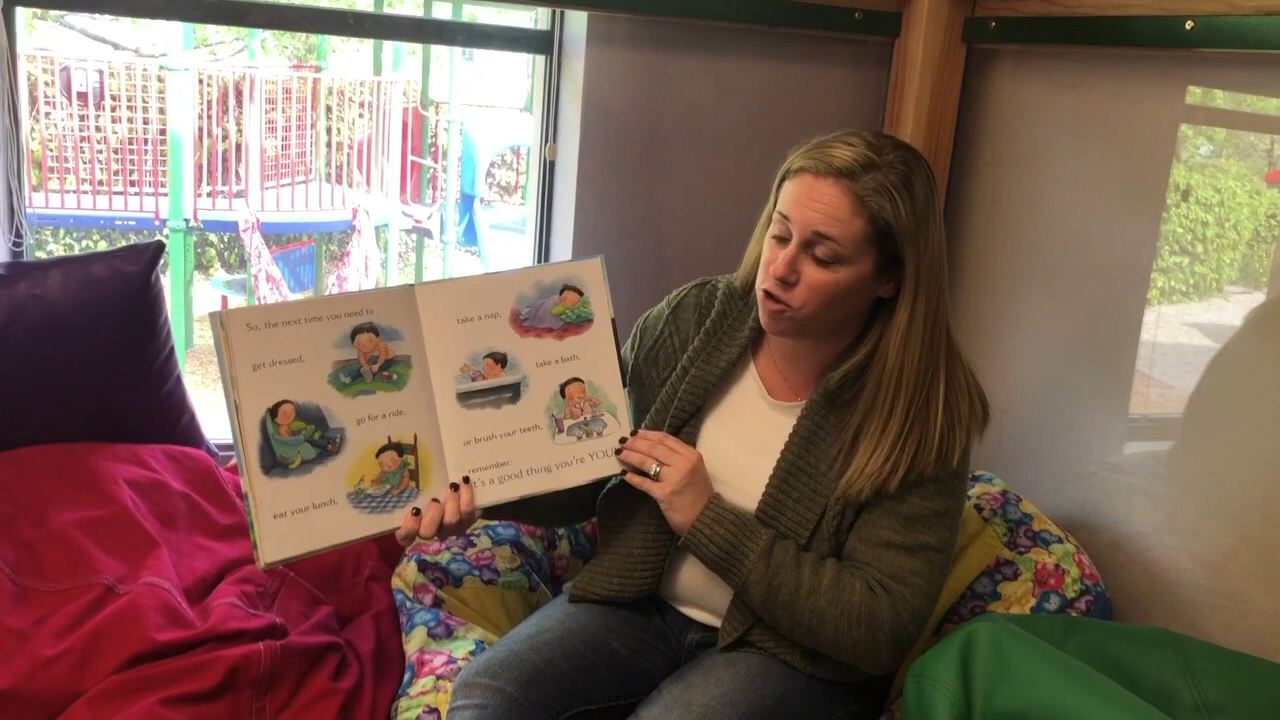 So, the next time you need to
get dressed,
go for a ride,
eat your lunch,
take a nap,
take a bath,
or brush your teeth,
remember:
It's a good thing you're YOU!